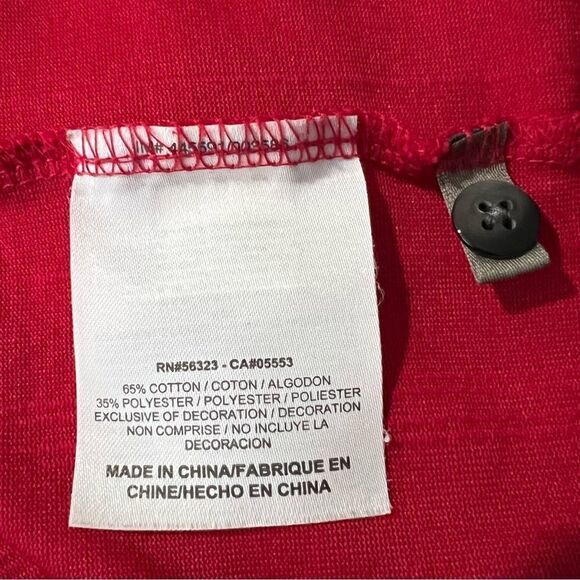 RN#56323 - CA#05553
65% COTTON / COTON / ALGODON
35% POLYESTER / POLYESTER / POLIESTER
EXCLUSIVE OF DECORATION / DECORATION
NON COMPRISE / NO INCLUYE LA
DECORACION
MADE IN CHINA/FABRIQUE EN
CHINE/HECHO EN CHINA